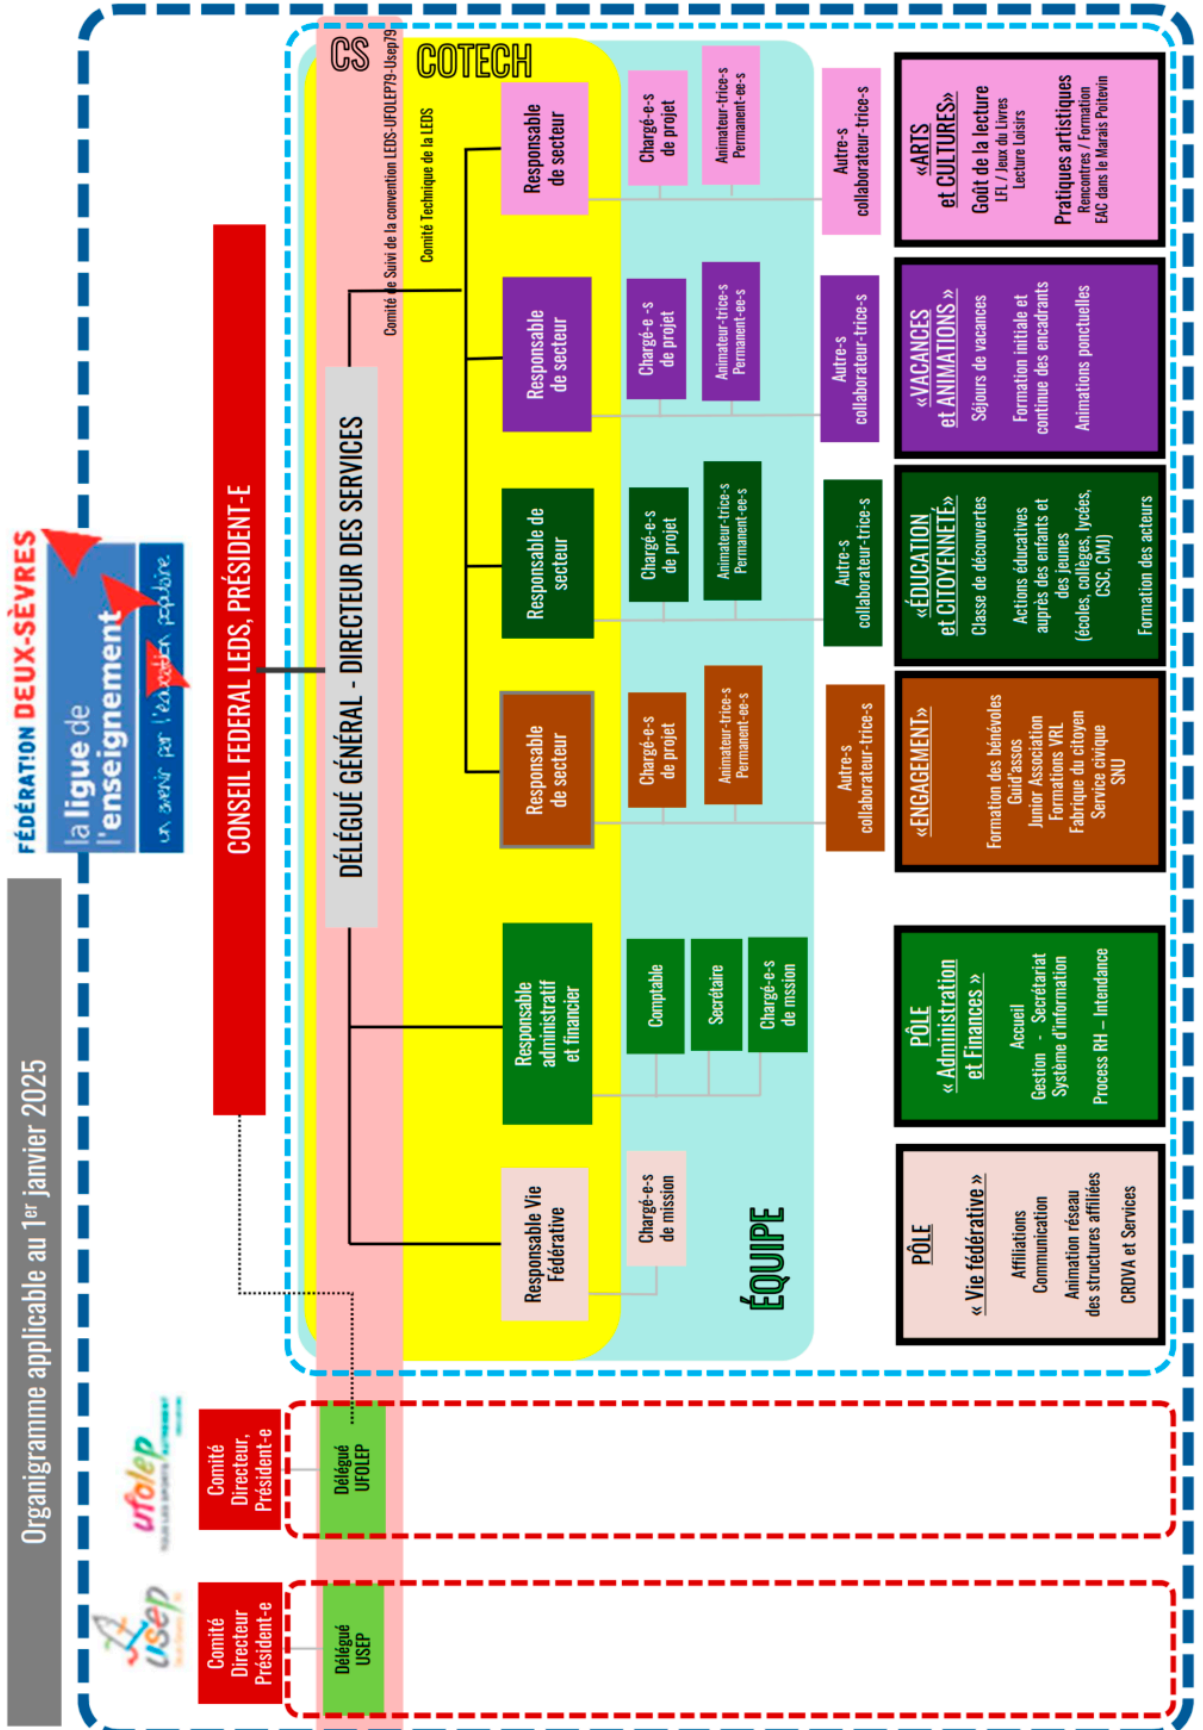 Organigramme applicable au 1er janvier 2025
FÉDÉRATION DEUX-SÈVRES
la ligue de
l'enseignement
un avenir par l'éducation populaire
usep
ufolep
TOUS LES SPORTS AUTREMENT
Comité
Directeur
Président-e
Comité
Directeur,
Président-e
CONSEIL FEDERAL LEDS, PRÉSIDENT-E
Délégué
USEP
Délégué
UFOLEP
DÉLÉGUÉ GÉNÉRAL - DIRECTEUR DES SERVICES
CS
Comité de Suivi de la convention LEDS-UFOLEP79-Usep79
COTECH
Comité Technique de la LEDS
Responsable Vie
Fédérative
Responsable
administratif
et financier
Responsable
de secteur
Responsable de
secteur
Responsable
de secteur
Responsable
de secteur
Chargé-e-s
de mission
Comptable
Secrétaire
Chargé-e-s
de mssion
Chargé-e-s
de projet
Animateur-trice-s
Permanent-ee-s
Chargé-e-s
de projet
Animateur-trice-s
Permanent-ee-s
Chargé-e -s
de projet
Animateur-trice-s
Permanent-ee-s
Chargé-e-s
de projet
Animateur-trice-s
Permanent-ee-s
ÉQUIPE
Autre-s
collaborateur-trice-s
Autre-s
collaborateur-trice-s
Autre-s
collaborateur-trice-s
Autre-s
collaborateur-trice-s
PÔLE
« Vie fédérative »
Affiliations
Communication
Animation réseau
des structures affiliées
CRDVA et Services
PÔLE
« Administration
et Finances »
Accueil
Gestion - Secrétariat
Système d'information
Process RH – Intendance
«ENGAGEMENT»
Formation des bénévoles
Guid'assos
Junior Association
Formations VRL
Fabrique du citoyen
Service civique
SNU
«ÉDUCATION
et CITOYENNETÉ»
Classe de découvertes
Actions éducatives
auprès des enfants et
des jeunes
(écoles, collèges, lycées,
CSC, CMJ)
Formation des acteurs
«VACANCES
et ANIMATIONS »
Séjours de vacances
Formation initiale et
continue des encadrants
Animations ponctuelles
«ARTS
et CULTURES»
Goût de la lecture
LFL / Jeux du Livres
Lecture Loisirs
Pratiques artistiques
Rencontres / Formation
EAC dans le Marais Poitevin